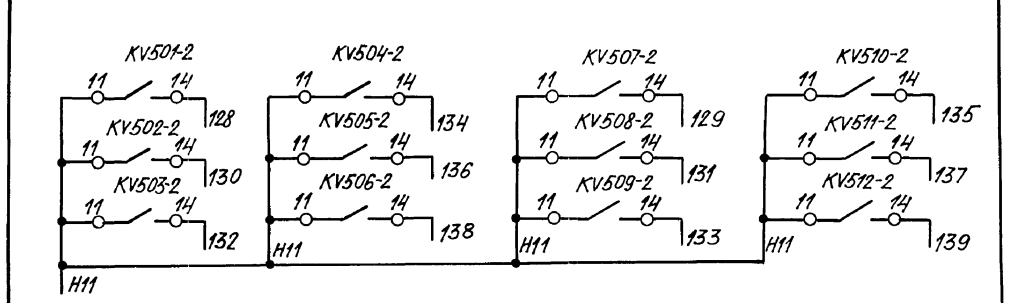 KV501-2 KV504-2 KV507-2 KV510-2
11 14 11 14 11 14 11 14
128 134 129 135
KV502-2 KV505-2 KV508-2 KV511-2
11 14 11 14 11 14 11 14
130 136 131 137
KV503-2 KV506-2 KV509-2 KV512-2
11 14 11 14 11 14 11 14
132 138 133 139
H11 H11 H11
H11